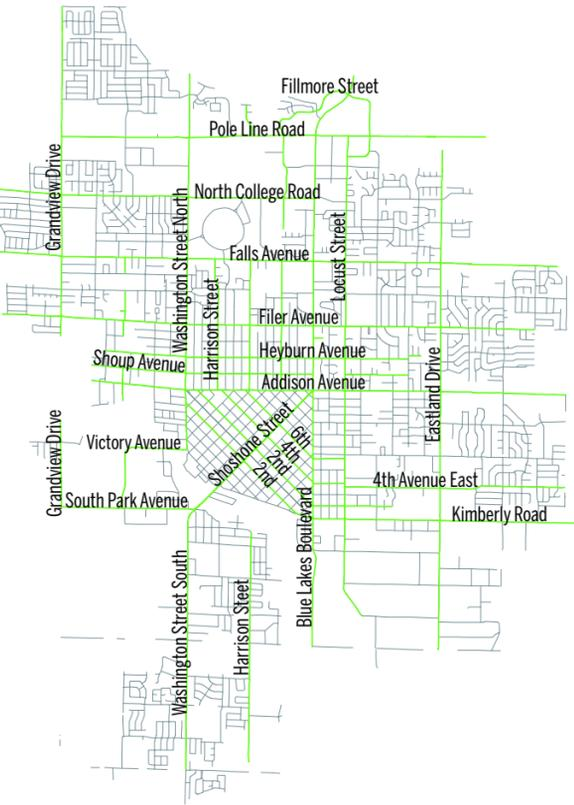 Fillmore Street
Pole Line Road
Grandview Drive
North College Road
Washington Street North
Falls Avenue
Locust Street
Harrison Street
Filer Avenue
Heyburn Avenue
Shoup Avenue
Addison Avenue
Eastland Drive
Grandview Drive
Victory Avenue
Shoshone Street
6th
4th
2nd
2nd
4th Avenue East
South Park Avenue
Kimberly Road
Blue Lakes Boulevard
Washington Street South
Harrison Steet